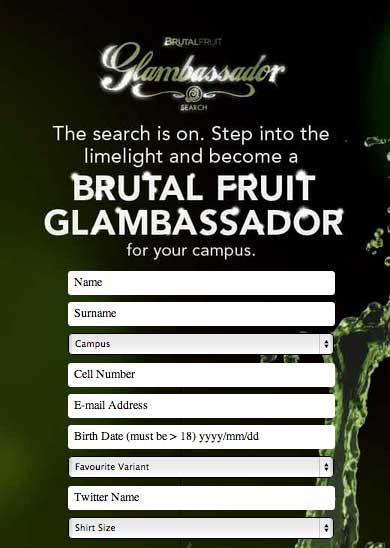 BRUTALFRUIT
Glambassador
SEARCH
The search is on. Step into the
limelight and become a
BRUTAL FRUIT
GLAMBASSADOR
for your campus.
Name
Surname
Campus
Cell Number
E-mail Address
Birth Date (must be > 18) yyyy/mm/dd
Favourite Variant
Twitter Name
Shirt Size